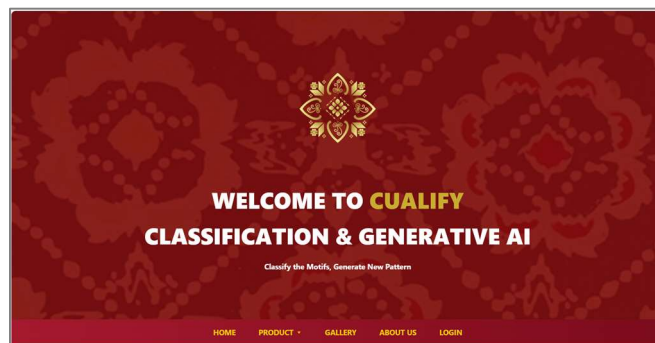 WELCOME TO CUALIFY
CLASSIFICATION & GENERATIVE AI
Classify the Motifs, Generate New Pattern
HOME PRODUCT GALLERY ABOUT US LOGIN